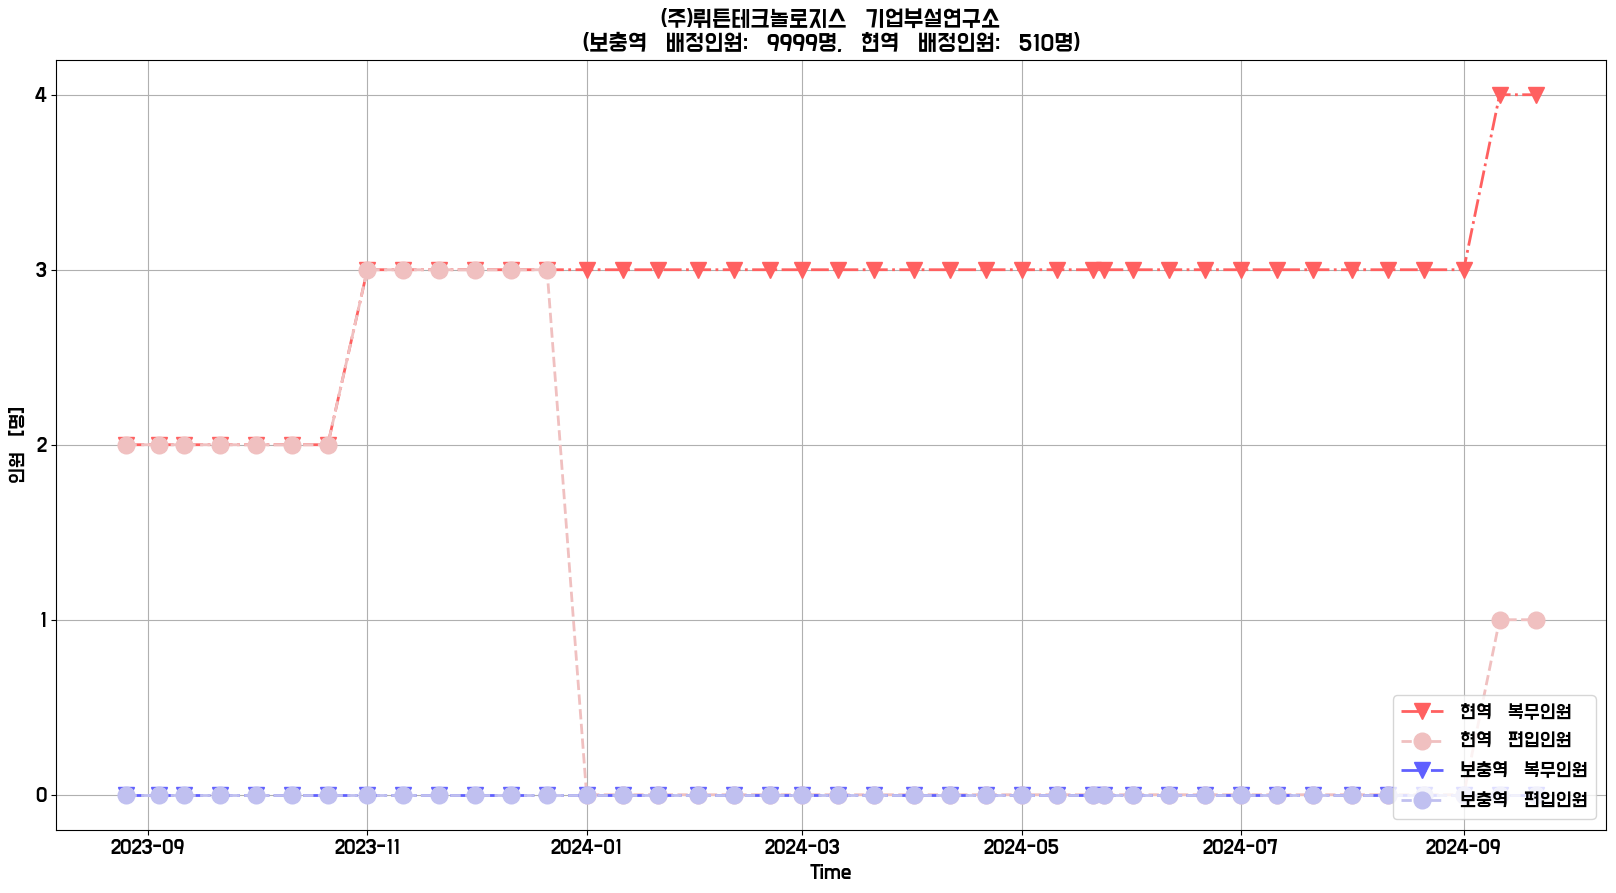 (주)뤼튼테크놀로지스 기업부설연구소
(보충역 배정인원: 9999명, 현역 배정인원: 510명)
인원 [명]
4
3
2
1
0
2023-09 2023-11 2024-01 2024-03 2024-05 2024-07 2024-09
Time
현역 복무인원
현역 편입인원
보충역 복무인원
보충역 편입인원